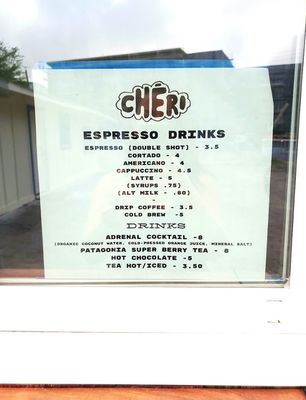 CHÉRI
ESPRESSO DRINKS
ESPRESSO (DOUBLE SHOT) - 3.5
CORTADO - 4
AMERICANO - 4
CAPPUCCINO - 4.5
LATTE - 5
(SYRUPS .75)
(ALT MILK - .80)
-
DRIP COFFEE - 3.5
COLD BREW -5
DRINKS
ADRENAL COCKTAIL -8
(ORGANIC COCONUT WATER, COLD-PRESSED ORANGE JUICE, MINERAL SALT)
PATAGONIA SUPER BERRY TEA - 8
HOT CHOCOLATE -5
TEA HOT/ICED - 3.50